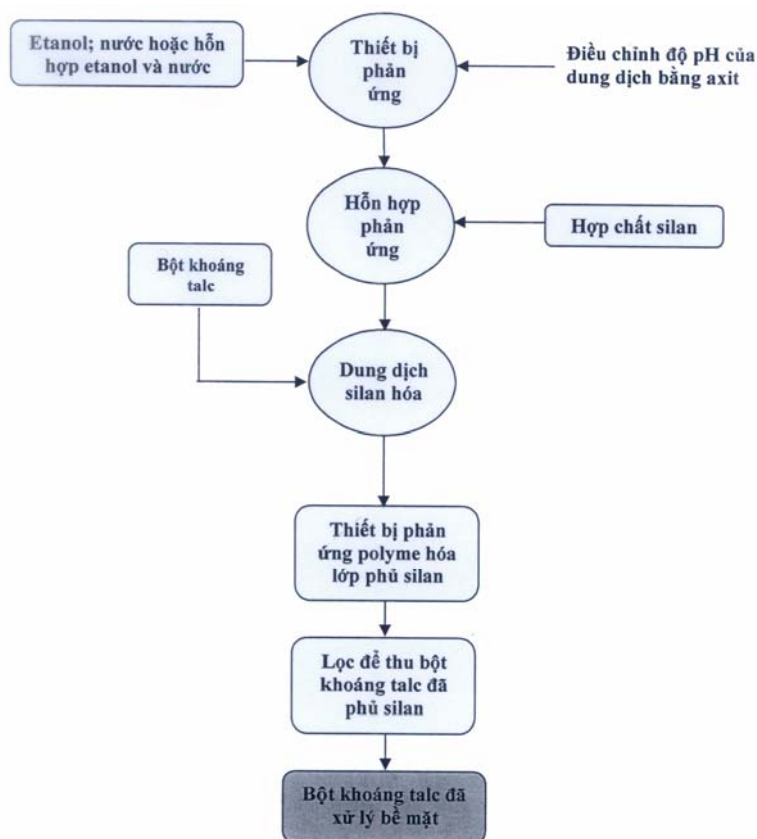 Etanol; nước hoặc hỗn
hợp etanol và nước
Thiết bị
phản
ứng
Điều chỉnh độ pH của
dung dịch bằng axit
Hỗn hợp
phản
ứng
Hợp chất silan
Bột khoáng
talc
Dung dịch
silan hóa
Thiết bị phản
ứng polyme hóa
lớp phủ silan
Lọc để thu bột
khoáng talc đã
phủ silan
Bột khoáng talc đã
xử lý bề mặt